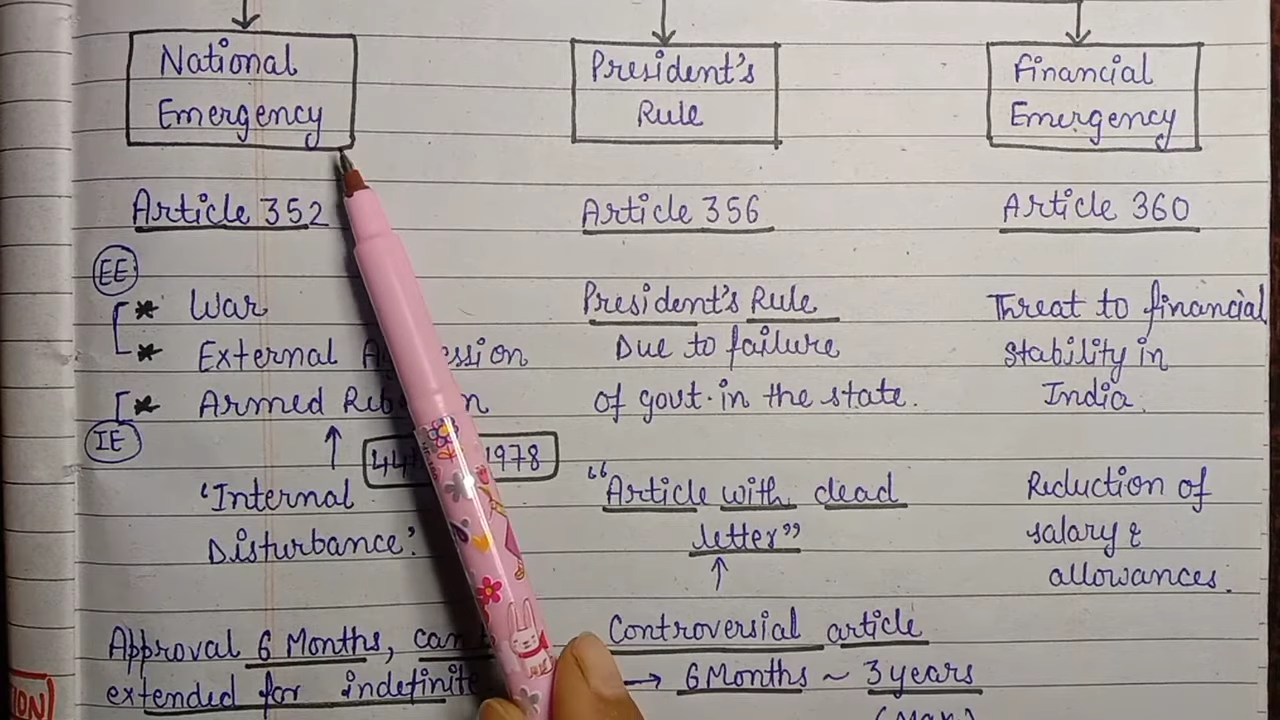 National
Emergency
Article 352
EE
* War
* External
* Armed
IE
1978
'Internal
Disturbance'
Approval 6 Months, can
extended for indefinite
President's
Rule
Article 356
President's Rule
Due to failure
of govt. in the state.
"Article with dead
letter"
Controversial article
→ 6 Months ~ 3 years
(Max)
Financial
Emergency
Article 360
Threat to financial
stability in
India.
Reduction of
salary &
allowances.